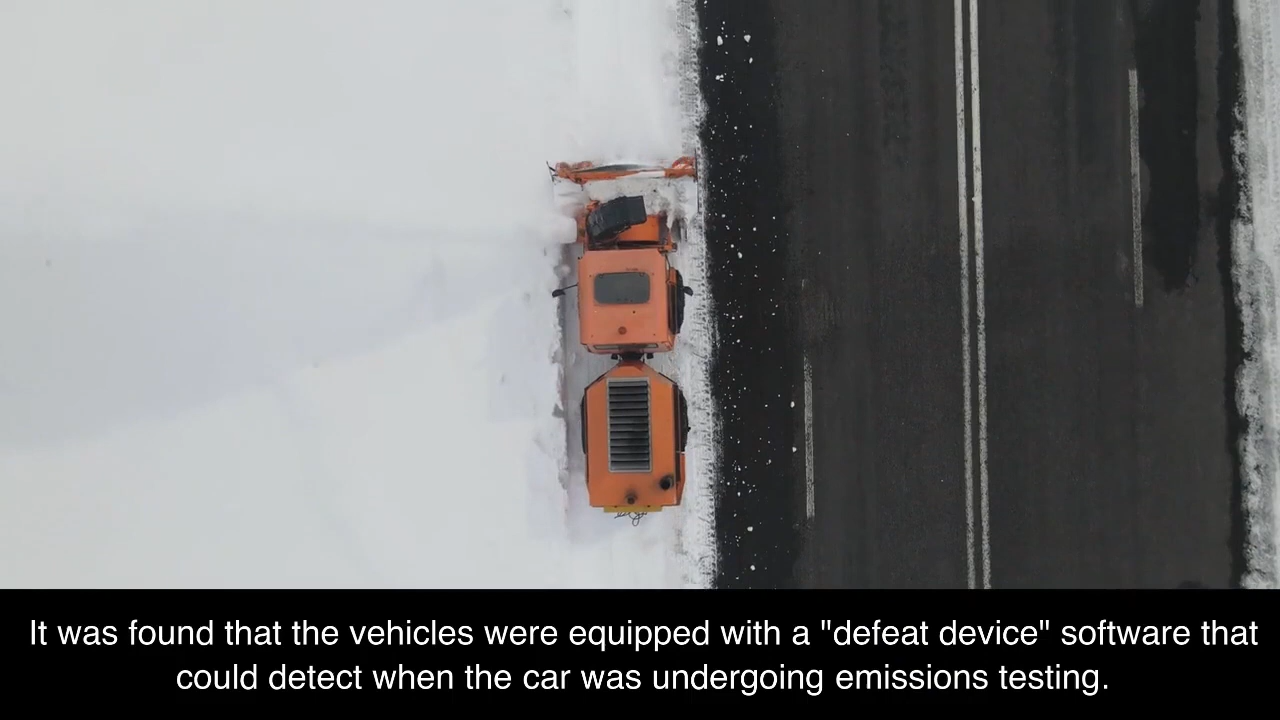 It was found that the vehicles were equipped with a "defeat device" software that
could detect when the car was undergoing emissions testing.